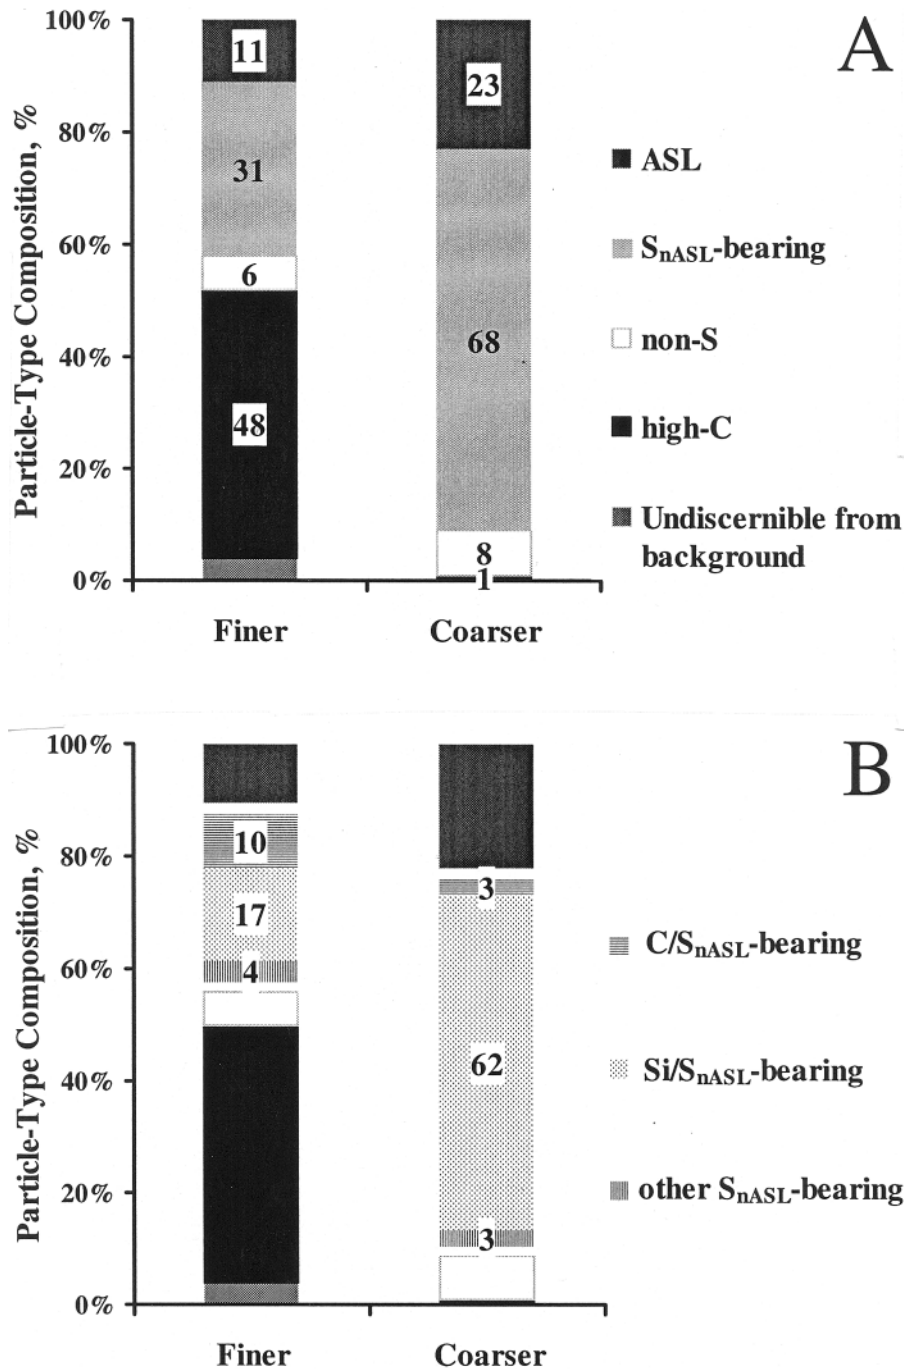 A
Particle-Type Composition, %
100%
80%
60%
40%
20%
0%
11
31
6
48
23
68
8
1
Finer
Coarser
ASL
SnASL-bearing
non-S
high-C
Undiscernible from
background
B
Particle-Type Composition, %
100%
80%
60%
40%
20%
0%
10
17
4
3
62
3
Finer
Coarser
C/SnASL-bearing
Si/SnASL-bearing
other SnASL-bearing